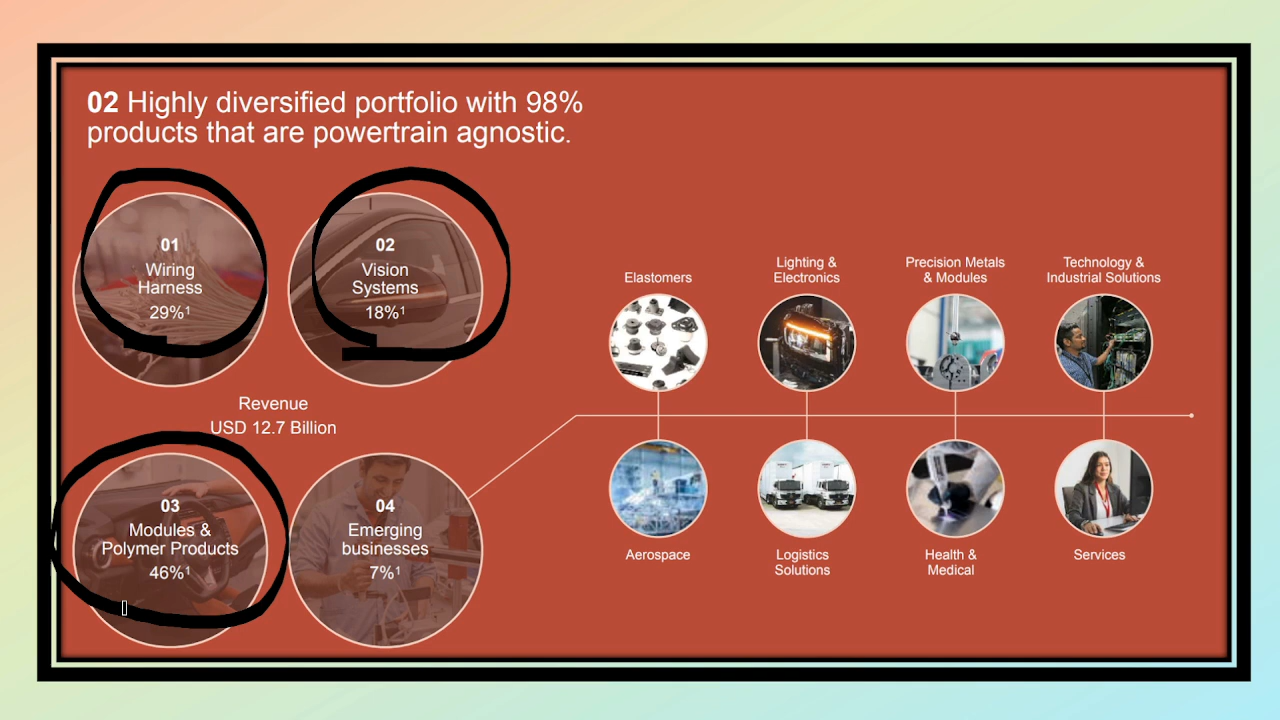 02 Highly diversified portfolio with 98%
products that are powertrain agnostic.
01
Wiring
Harness
29%¹
02
Vision
Systems
18%¹
Revenue
USD 12.7 Billion
03
Modules &
Polymer Products
46%¹
04
Emerging
businesses
7%¹
Elastomers
Lighting &
Electronics
Precision Metals
& Modules
Technology &
Industrial Solutions
Aerospace
Logistics
Solutions
Health &
Medical
Services